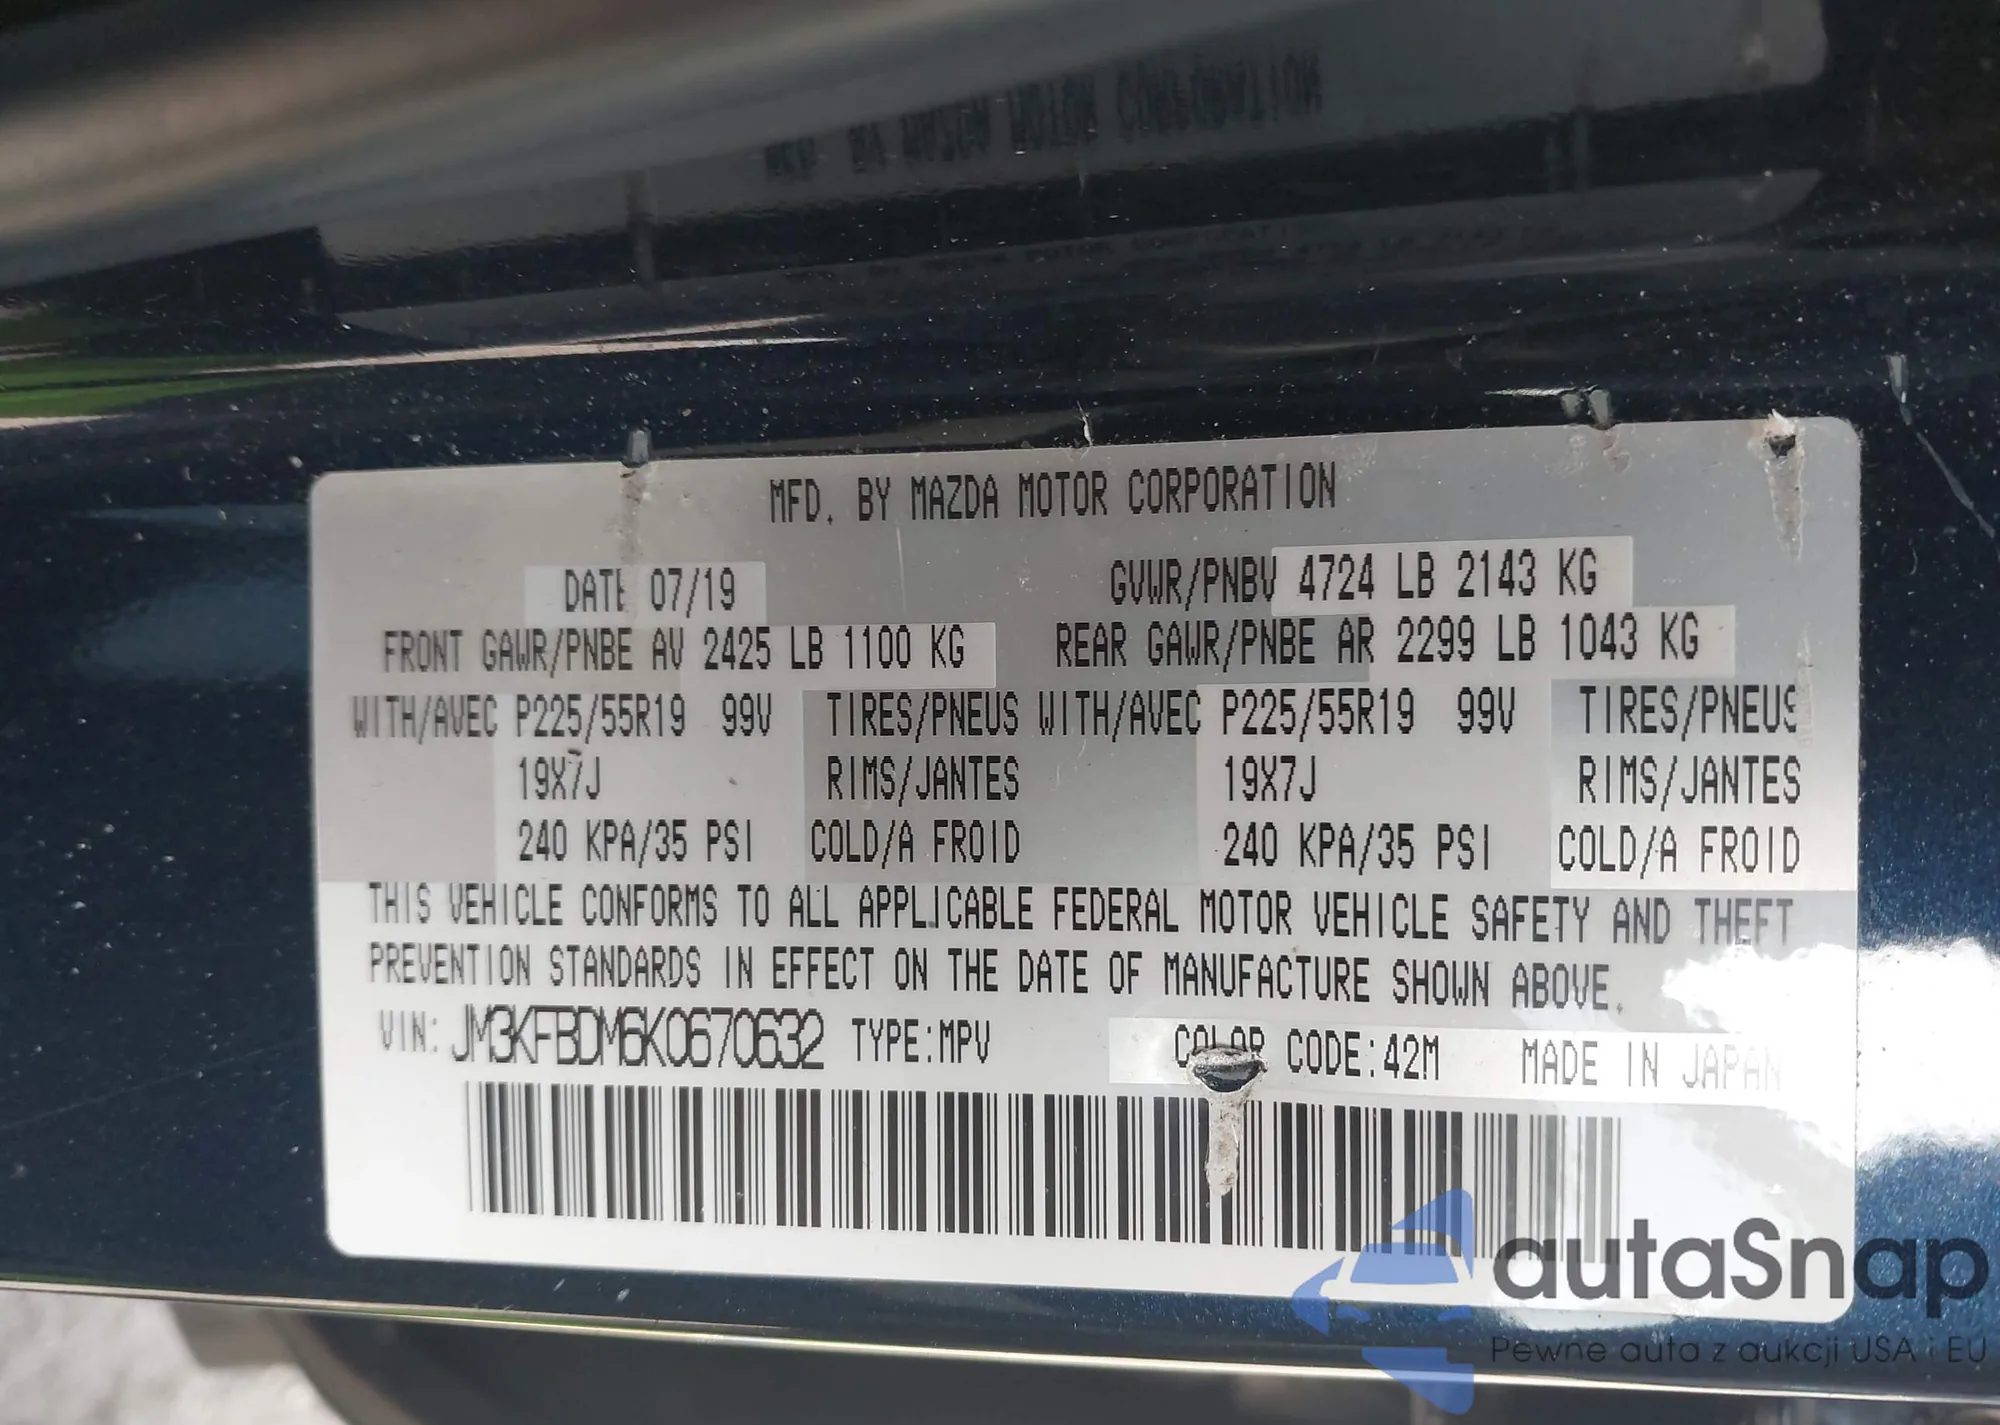 MFD. BY MAZDA MOTOR CORPORATION
DATE 07/19 GVWR/PNBV 4724 LB 2143 KG
FRONT GAWR/PNBE AV 2425 LB 1100 KG REAR GAWR/PNBE AR 2299 LB 1043 KG
WITH/AVEC P225/55R19 99V TIRES/PNEUS WITH/AVEC P225/55R19 99V TIRES/PNEUS
19X7J RIMS/JANTES 19X7J RIMS/JANTES
240 KPA/35 PSI COLD/A FROID 240 KPA/35 PSI COLD/A FROID
THIS VEHICLE CONFORMS TO ALL APPLICABLE FEDERAL MOTOR VEHICLE SAFETY AND THEFT
PREVENTION STANDARDS IN EFFECT ON THE DATE OF MANUFACTURE SHOWN ABOVE.
VIN: JM3KFBDM6K0670632 TYPE:MPV COLOR CODE:42M MADE IN JAPAN
autaSnap
Pewne auta z aukcji USA i EU